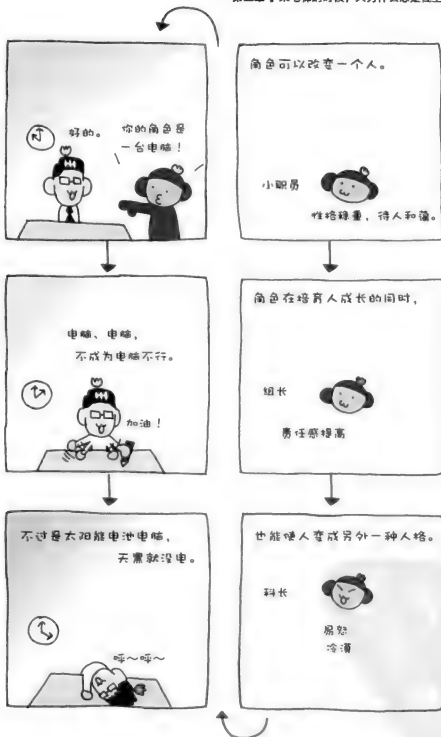 角色可以改变一个人。
小职员
性格稳重，待人和蔼。
角色在培育人成长的同时，
组长
责任感提高
也能使人变成另外一种人格。
科长
易怒
冷漠
好的。
你的角色是
一台电脑！
电脑、电脑，
不成为电脑不行。
加油！
不过是太阳能电池电脑，
天黑就没电。
呼～呼～